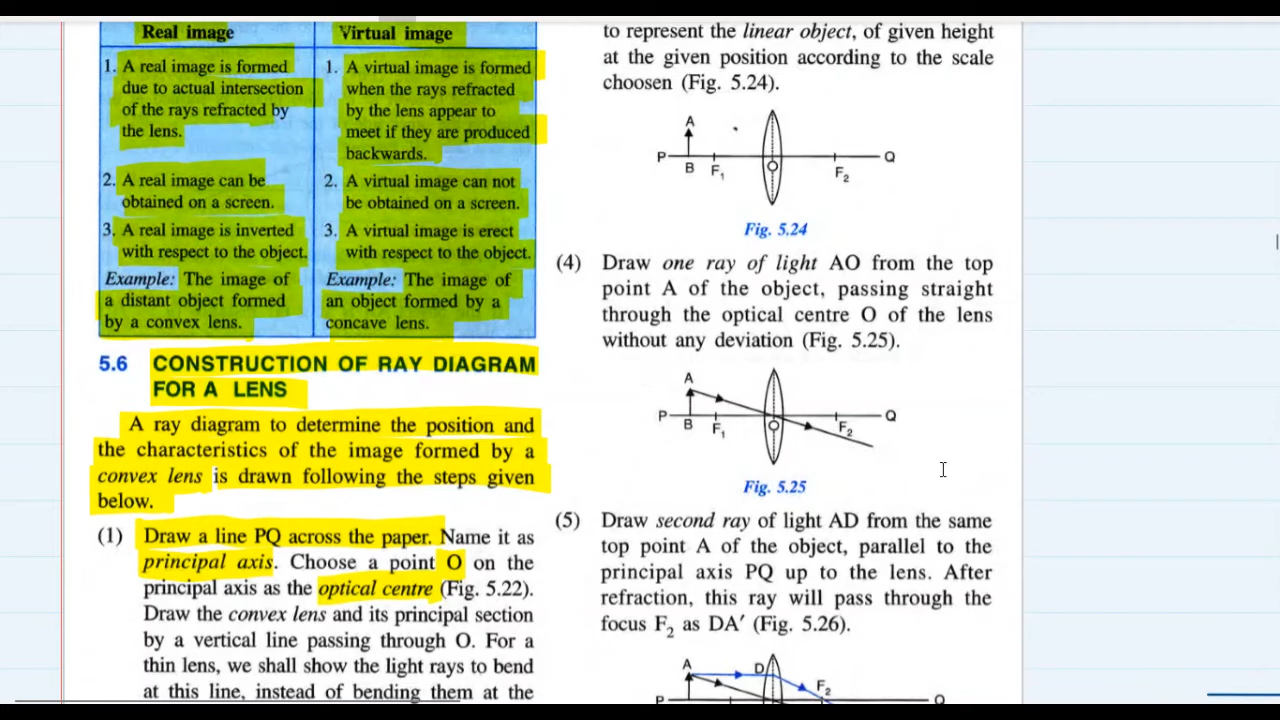 Real image
Virtual image
1. A real image is formed
due to actual intersection
of the rays refracted by
the lens.
1. A virtual image is formed
when the rays refracted
by the lens appear to
meet if they are produced
backwards.
2. A real image can be
obtained on a screen.
2. A virtual image can not
be obtained on a screen.
3. A real image is inverted
with respect to the object.
3. A virtual image is erect
with respect to the object.
Example: The image of
a distant object formed
by a convex lens.
Example: The image of
an object formed by a
concave lens.
5.6 CONSTRUCTION OF RAY DIAGRAM
FOR A LENS
A ray diagram to determine the position and
the characteristics of the image formed by a
convex lens is drawn following the steps given
below.
(1) Draw a line PQ across the paper. Name it as
principal axis. Choose a point O on the
principal axis as the optical centre (Fig. 5.22).
Draw the convex lens and its principal section
by a vertical line passing through O. For a
thin lens, we shall show the light rays to bend
at this line, instead of bending them at the
to represent the linear object, of given height
at the given position according to the scale
choosen (Fig. 5.24).
A
P O Q
B F₁ F₂
Fig. 5.24
(4) Draw one ray of light AO from the top
point A of the object, passing straight
through the optical centre O of the lens
without any deviation (Fig. 5.25).
A
P Q
B F₁ O F₂
Fig. 5.25
(5) Draw second ray of light AD from the same
top point A of the object, parallel to the
principal axis PQ up to the lens. After
refraction, this ray will pass through the
focus F₂ as DA′ (Fig. 5.26).
A D
F₂
P Q